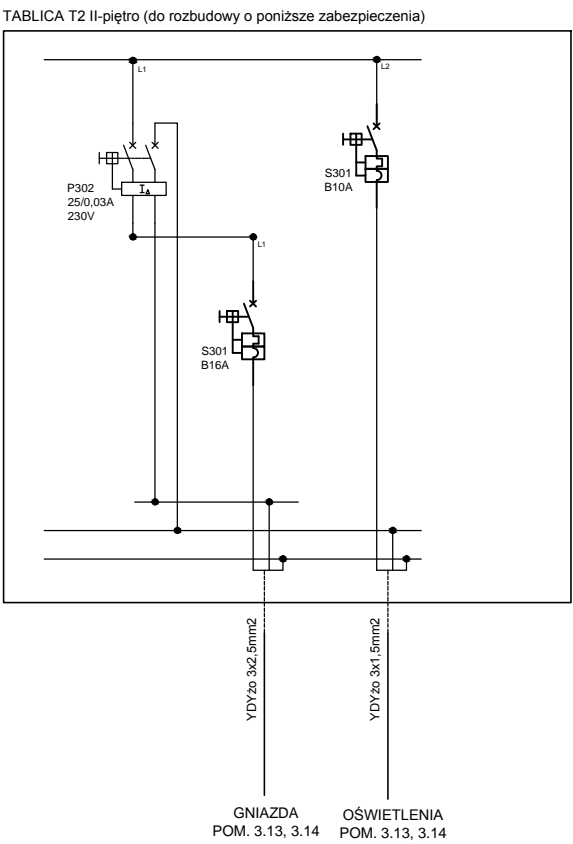 TABLICA T2 II-piętro (do rozbudowy o poniższe zabezpieczenia)
L1
L2
P302
25/0,03A
230V
I∆
S301
B10A
L1
S301
B16A
YDYżo 3x2,5mm2
YDYżo 3x1,5mm2
GNIAZDA
POM. 3.13, 3.14
OŚWIETLENIA
POM. 3.13, 3.14